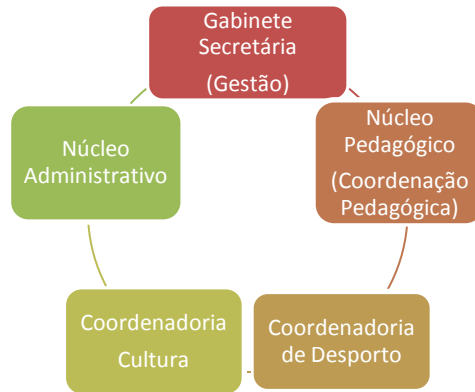 Gabinete
Secretária
(Gestão)
Núcleo
Pedagógico
(Coordenação
Pedagógica)
Núcleo
Administrativo
Coordenadoria
Cultura
Coordenadoria
de Desporto